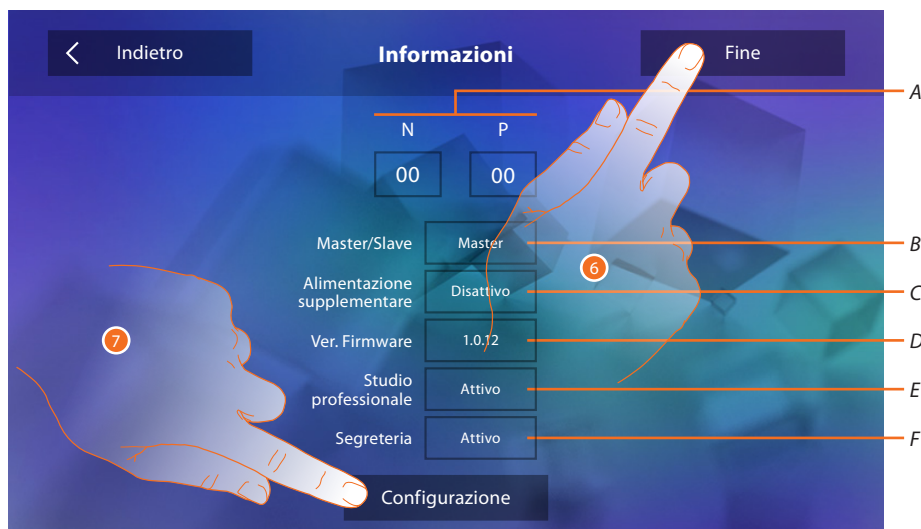 Indietro
Informazioni
Fine
A
N P
00 00
Master/Slave Master
B
6
Alimentazione
supplementare
Disattivo
C
7
Ver. Firmware 1.0.12
D
Studio
professionale
Attivo
E
Segreteria Attivo
F
Configurazione